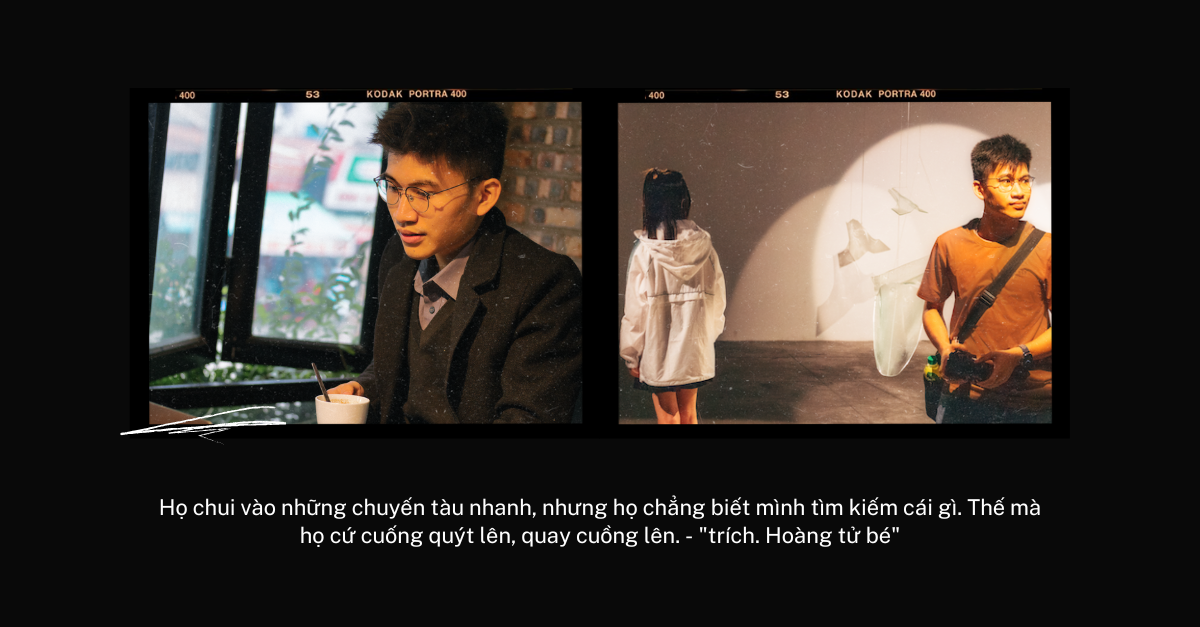 400 53 KODAK PORTRA 400
400 53 KODAK PORTRA 400
Họ chui vào những chuyến tàu nhanh, nhưng họ chẳng biết mình tìm kiếm cái gì. Thế mà
họ cứ cuống quýt lên, quay cuồng lên. - "trích. Hoàng tử bé"